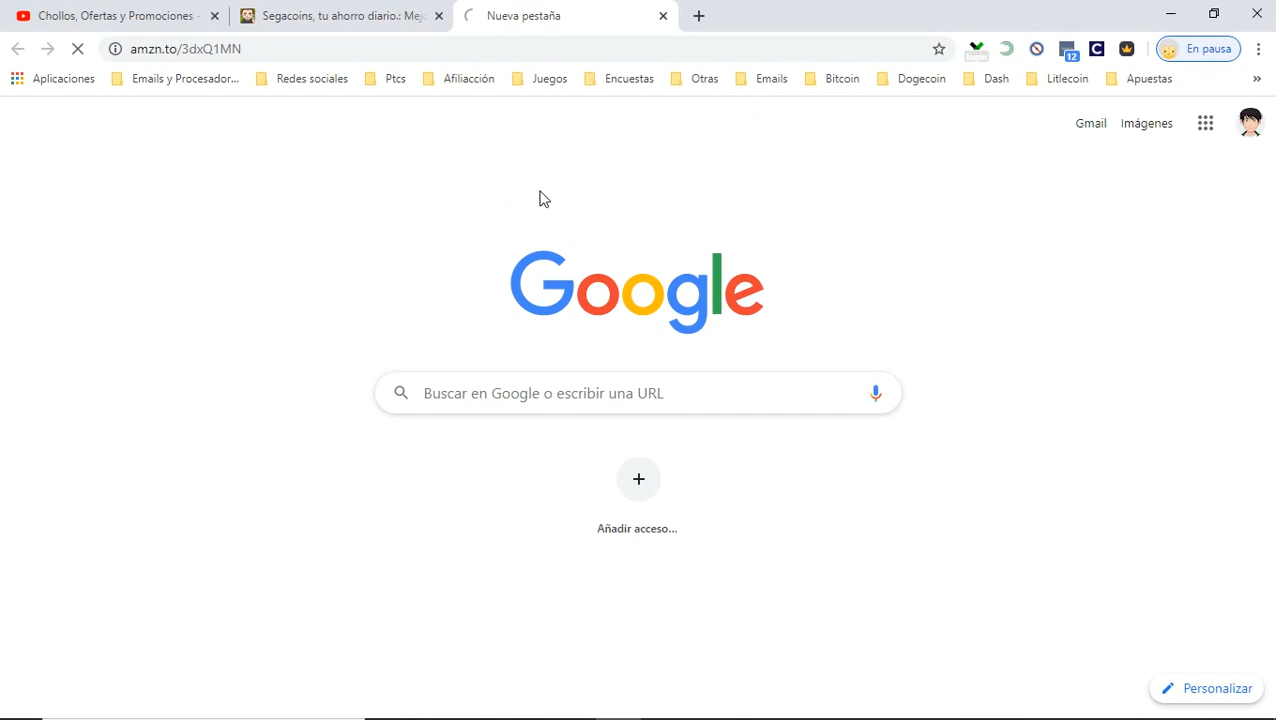 Chollos, Ofertas y Promociones -
Segacoins, tu ahorro diario.: Mejo
Nueva pestaña
amzn.to/3dxQ1MN
12
C
En pausa
Aplicaciones
Emails y Procesador...
Redes sociales
Ptcs
Afiliacción
Juegos
Encuestas
Otras
Emails
Bitcoin
Dogecoin
Dash
Litlecoin
Apuestas
»
Gmail
Imágenes
Google
Buscar en Google o escribir una URL
Añadir acceso...
Personalizar